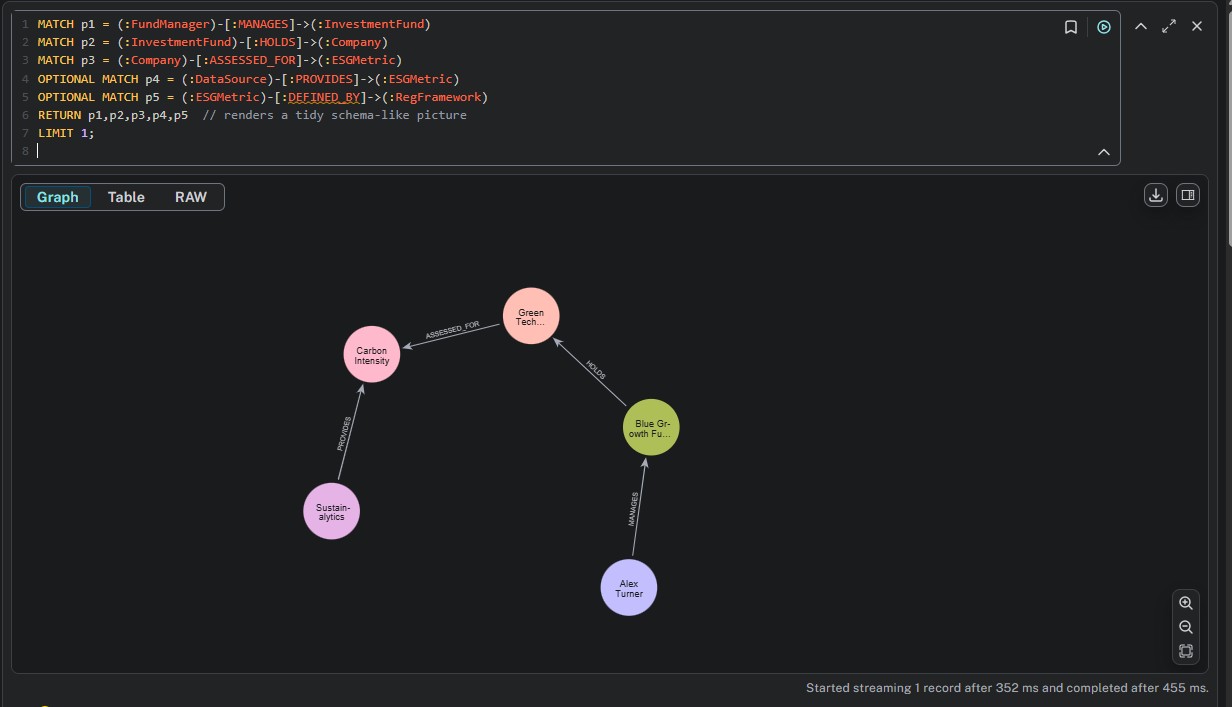 1 MATCH p1 = (:FundManager)-[:MANAGES]->(:InvestmentFund)
2 MATCH p2 = (:InvestmentFund)-[:HOLDS]->(:Company)
3 MATCH p3 = (:Company)-[:ASSESSED_FOR]->(:ESGMetric)
4 OPTIONAL MATCH p4 = (:DataSource)-[:PROVIDES]->(:ESGMetric)
5 OPTIONAL MATCH p5 = (:ESGMetric)-[:DEFINED_BY]->(:RegFramework)
6 RETURN p1,p2,p3,p4,p5  // renders a tidy schema-like picture
7 LIMIT 1;
8
Graph Table RAW
Green
Tech...
ASSESSED_FOR
Carbon
Intensity
HOLDS
Blue Gr-
owth Fu...
PROVIDES
Sustain-
alytics
MANAGES
Alex
Turner
Started streaming 1 record after 352 ms and completed after 455 ms.